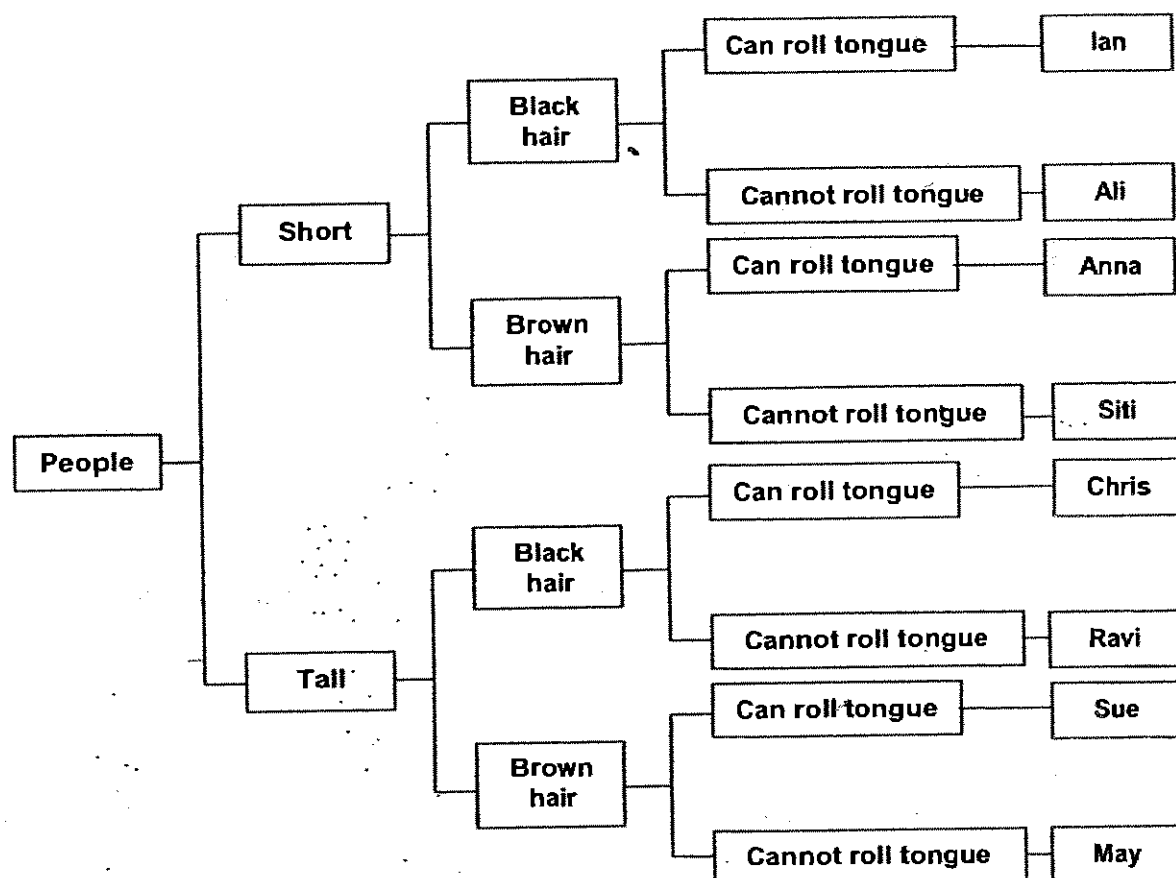 Can roll tongue
Ian
Black
hair
Cannot roll tongue
Ali
Short
Can roll tongue
Anna
Brown
hair
Cannot roll tongue
Siti
People
Can roll tongue
Chris
Black
hair
Cannot roll tongue
Ravi
Tall
Can roll tongue
Sue
Brown
hair
Cannot roll tongue
May